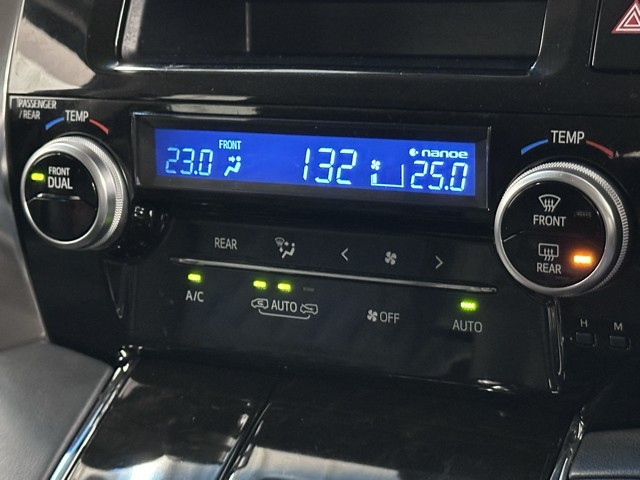 PASSENGER
/REAR
TEMP
FRONT
DUAL
FRONT
23.0
132
nanoe
25.0
TEMP
FRONT
REAR
REAR
A/C
AUTO
OFF
AUTO
H
M